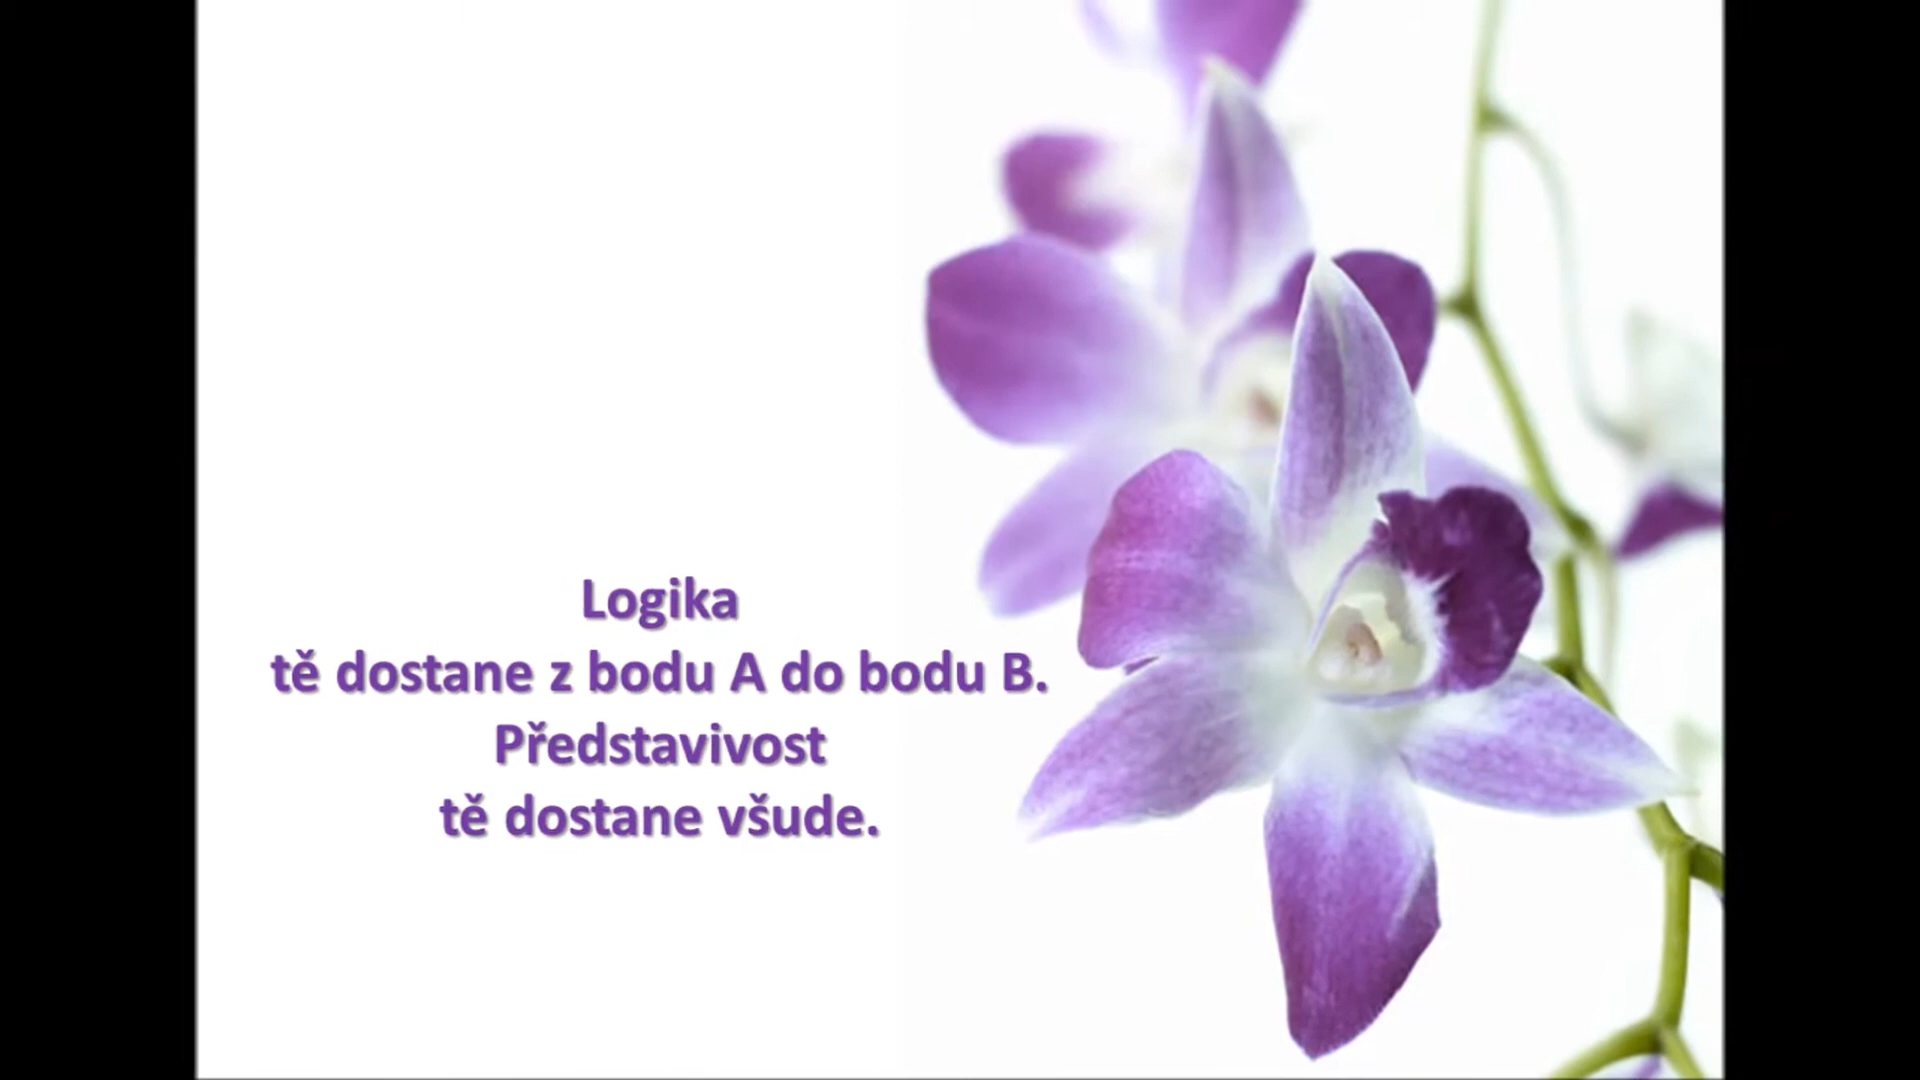 Logika
tě dostane z bodu A do bodu B.
Představivost
tě dostane všude.